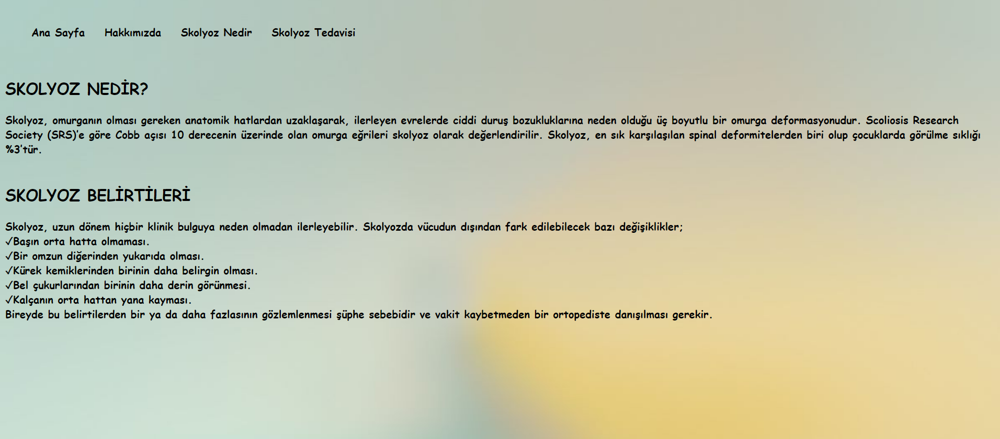 Ana Sayfa Hakkımızda Skolyoz Nedir Skolyoz Tedavisi
SKOLYOZ NEDİR?
Skolyoz, omurganın olması gereken anatomik hatlardan uzaklaşarak, ilerleyen evrelerde ciddi duruş bozukluklarına neden olduğu üç boyutlu bir omurga deformasyonudur. Scoliosis Research
Society (SRS)'e göre Cobb açısı 10 derecenin üzerinde olan omurga eğrileri skolyoz olarak değerlendirilir. Skolyoz, en sık karşılaşılan spinal deformitelerden biri olup çocuklarda görülme sıklığı
%3'tür.
SKOLYOZ BELİRTİLERİ
Skolyoz, uzun dönem hiçbir klinik bulguya neden olmadan ilerleyebilir. Skolyozda vücudun dışından fark edilebilecek bazı değişiklikler;
✓Başın orta hatta olmaması.
✓Bir omzun diğerinden yukarıda olması.
✓Kürek kemiklerinden birinin daha belirgin olması.
✓Bel çukurlarından birinin daha derin görünmesi.
✓Kalçanın orta hattan yana kayması.
Bireyde bu belirtilerden bir ya da daha fazlasının gözlemlenmesi şüphe sebebidir ve vakit kaybetmeden bir ortopediste danışılması gerekir.